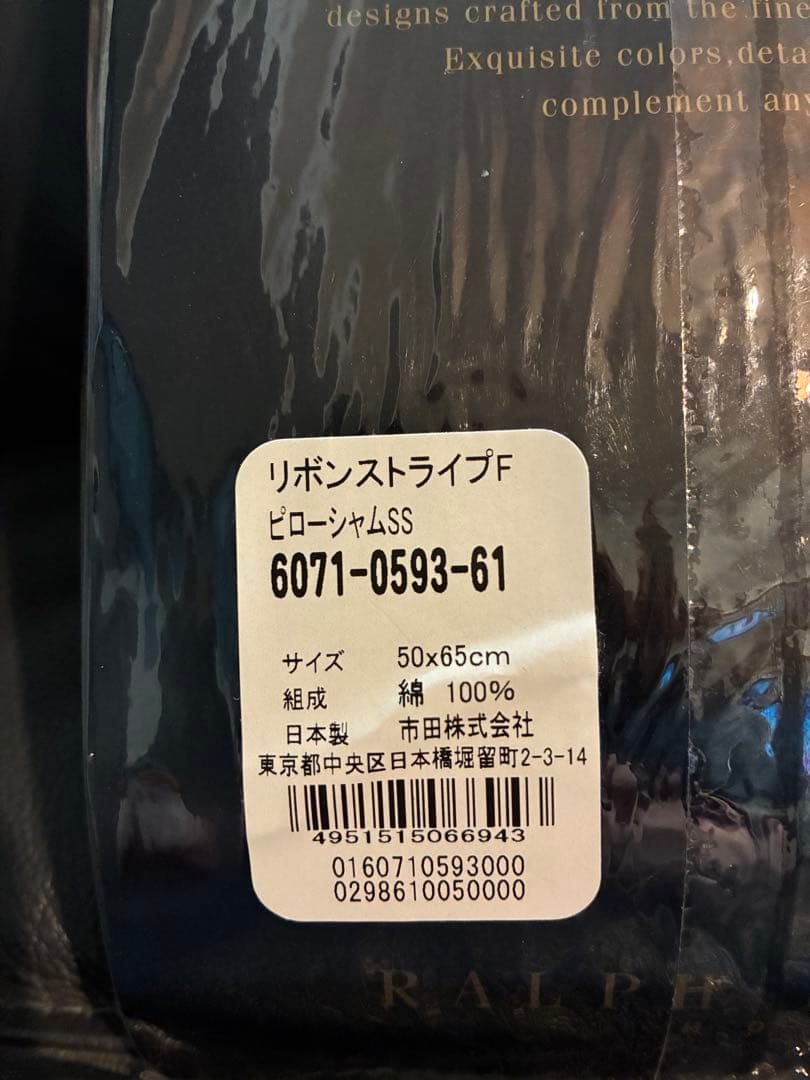 designs crafted from the fine
Exquisite colors, deta
complement any
リボンストライプF
ピローシャムSS
6071-0593-61
サイズ 50x65cm
組成 綿 100%
日本製 市田株式会社
東京都中央区日本橋堀留町2-3-14
4951515066943
0160710593000
0298610050000
RALPH